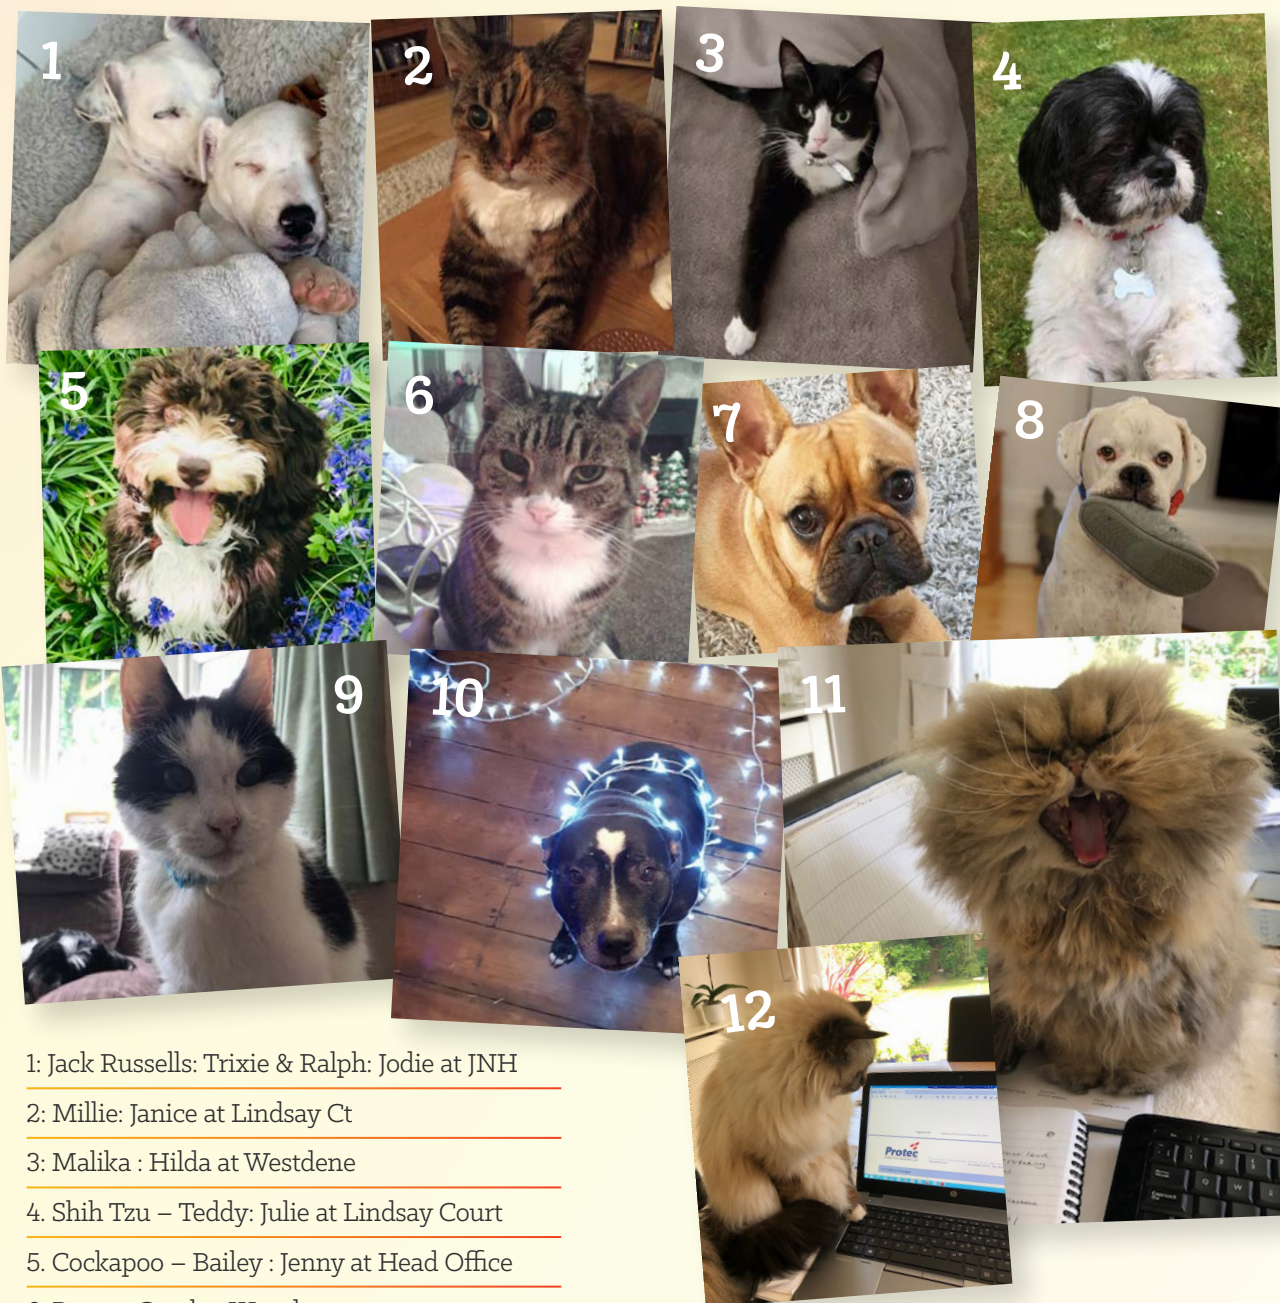 1
2
3
4
5
6
7
8
9
10
11
12
Protec
1: Jack Russells: Trixie & Ralph: Jodie at JNH
2: Millie: Janice at Lindsay Ct
3: Malika : Hilda at Westdene
4. Shih Tzu – Teddy: Julie at Lindsay Court
5. Cockapoo – Bailey : Jenny at Head Office